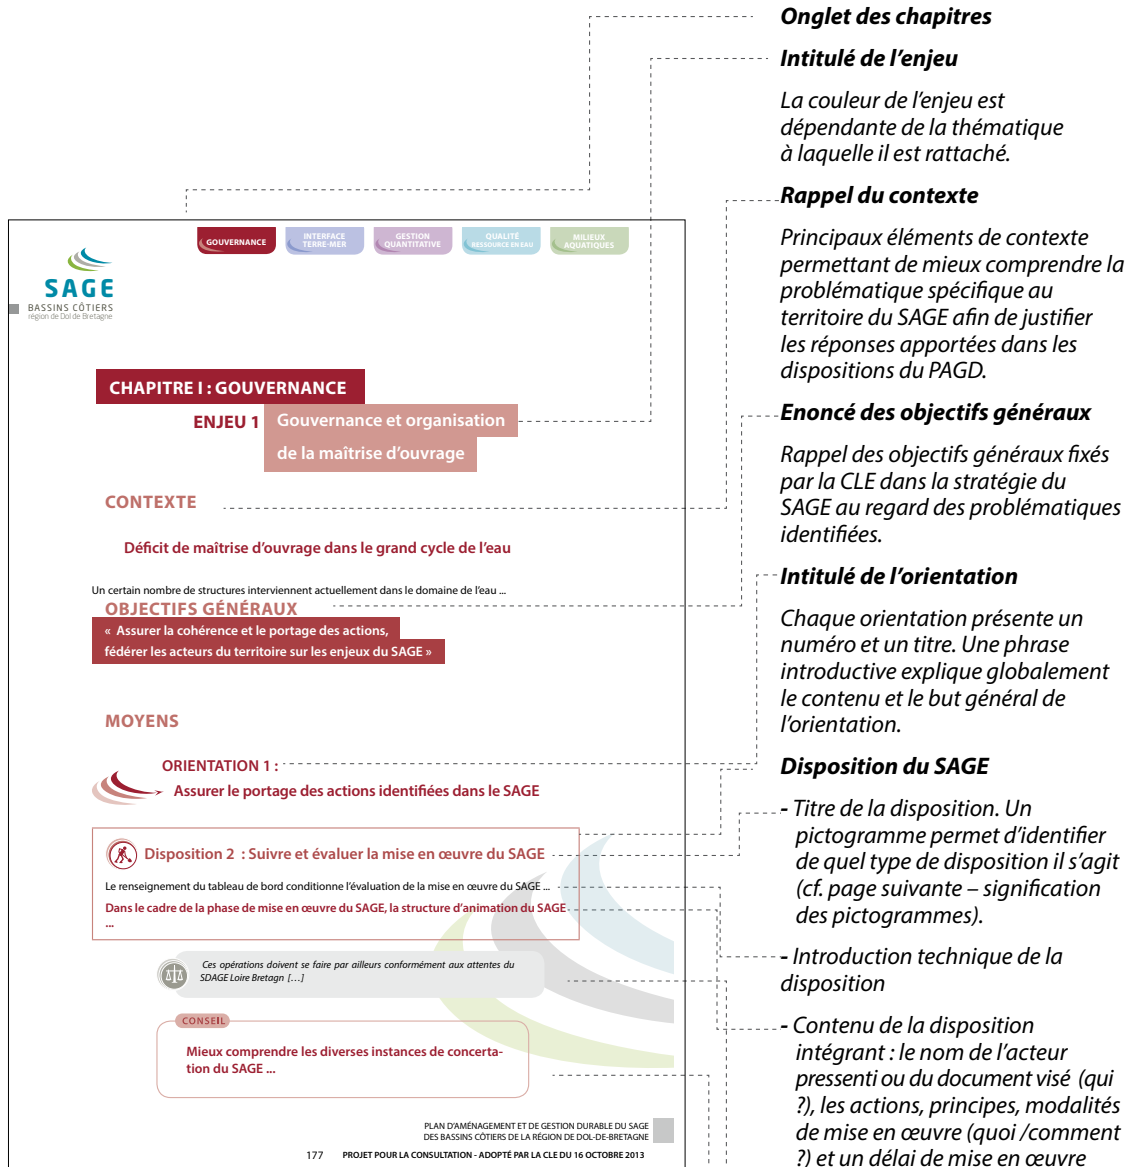 Onglet des chapitres
Intitulé de l'enjeu
La couleur de l'enjeu est
dépendante de la thématique
à laquelle il est rattaché.
Rappel du contexte
Principaux éléments de contexte
permettant de mieux comprendre la
problématique spécifique au
territoire du SAGE afin de justifier
les réponses apportées dans les
dispositions du PAGD.
Enoncé des objectifs généraux
Rappel des objectifs généraux fixés
par la CLE dans la stratégie du
SAGE au regard des problématiques
identifiées.
Intitulé de l'orientation
Chaque orientation présente un
numéro et un titre. Une phrase
introductive explique globalement
le contenu et le but général de
l'orientation.
Disposition du SAGE
- Titre de la disposition. Un
pictogramme permet d'identifier
de quel type de disposition il s'agit
(cf. page suivante – signification
des pictogrammes).
- Introduction technique de la
disposition
- Contenu de la disposition
intégrant : le nom de l'acteur
pressenti ou du document visé (qui
?), les actions, principes, modalités
de mise en œuvre (quoi /comment
?) et un délai de mise en œuvre
GOUVERNANCE
INTERFACE
TERRE-MER
GESTION
QUANTITATIVE
QUALITÉ
RESSOURCE EN EAU
MILIEUX
AQUATIQUES
SAGE
BASSINS CÔTIERS
région de Dol de Bretagne
CHAPITRE I : GOUVERNANCE
ENJEU 1 Gouvernance et organisation
de la maîtrise d'ouvrage
CONTEXTE
Déficit de maîtrise d'ouvrage dans le grand cycle de l'eau
Un certain nombre de structures interviennent actuellement dans le domaine de l'eau ...
OBJECTIFS GÉNÉRAUX
« Assurer la cohérence et le portage des actions,
fédérer les acteurs du territoire sur les enjeux du SAGE »
MOYENS
ORIENTATION 1 :
Assurer le portage des actions identifiées dans le SAGE
Disposition 2 : Suivre et évaluer la mise en œuvre du SAGE
Le renseignement du tableau de bord conditionne l'évaluation de la mise en œuvre du SAGE ...
Dans le cadre de la phase de mise en œuvre du SAGE, la structure d'animation du SAGE
...
Ces opérations doivent se faire par ailleurs conformément aux attentes du
SDAGE Loire Bretagn […]
CONSEIL
Mieux comprendre les diverses instances de concerta-
tion du SAGE ...
PLAN D'AMÉNAGEMENT ET DE GESTION DURABLE DU SAGE
DES BASSINS CÔTIERS DE LA RÉGION DE DOL-DE-BRETAGNE
177 PROJET POUR LA CONSULTATION - ADOPTÉ PAR LA CLE DU 16 OCTOBRE 2013